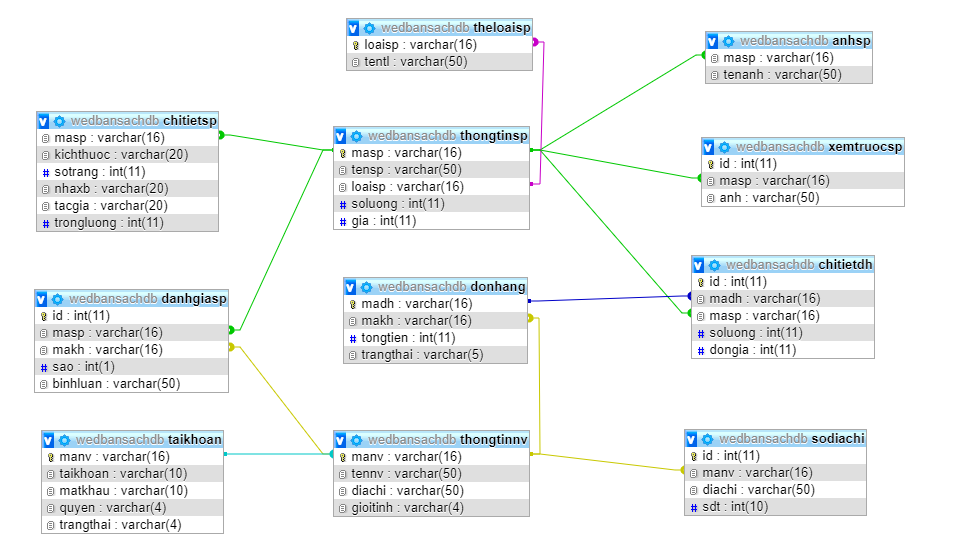 wedbansachdb theloaisp
loaisp : varchar(16)
tentl : varchar(50)
wedbansachdb anhsp
masp : varchar(16)
tenanh : varchar(50)
wedbansachdb chitietsp
masp : varchar(16)
kichthuoc : varchar(20)
# sotrang : int(11)
nhaxb : varchar(20)
tacgia : varchar(20)
# trongluong : int(11)
wedbansachdb thongtinsp
masp : varchar(16)
tensp : varchar(50)
loaisp : varchar(16)
# soluong : int(11)
# gia : int(11)
wedbansachdb xemtruocsp
id : int(11)
masp : varchar(16)
anh : varchar(50)
wedbansachdb danhgiasp
id : int(11)
masp : varchar(16)
makh : varchar(16)
# sao : int(1)
binhluan : varchar(50)
wedbansachdb donhang
madh : varchar(16)
makh : varchar(16)
# tongtien : int(11)
trangthai : varchar(5)
wedbansachdb chitietdh
id : int(11)
madh : varchar(16)
masp : varchar(16)
# soluong : int(11)
# dongia : int(11)
wedbansachdb taikhoan
manv : varchar(16)
taikhoan : varchar(10)
matkhau : varchar(10)
quyen : varchar(4)
trangthai : varchar(4)
wedbansachdb thongtinnv
manv : varchar(16)
tennv : varchar(50)
diachi : varchar(50)
gioitinh : varchar(4)
wedbansachdb sodiachi
id : int(11)
manv : varchar(16)
diachi : varchar(50)
# sdt : int(10)